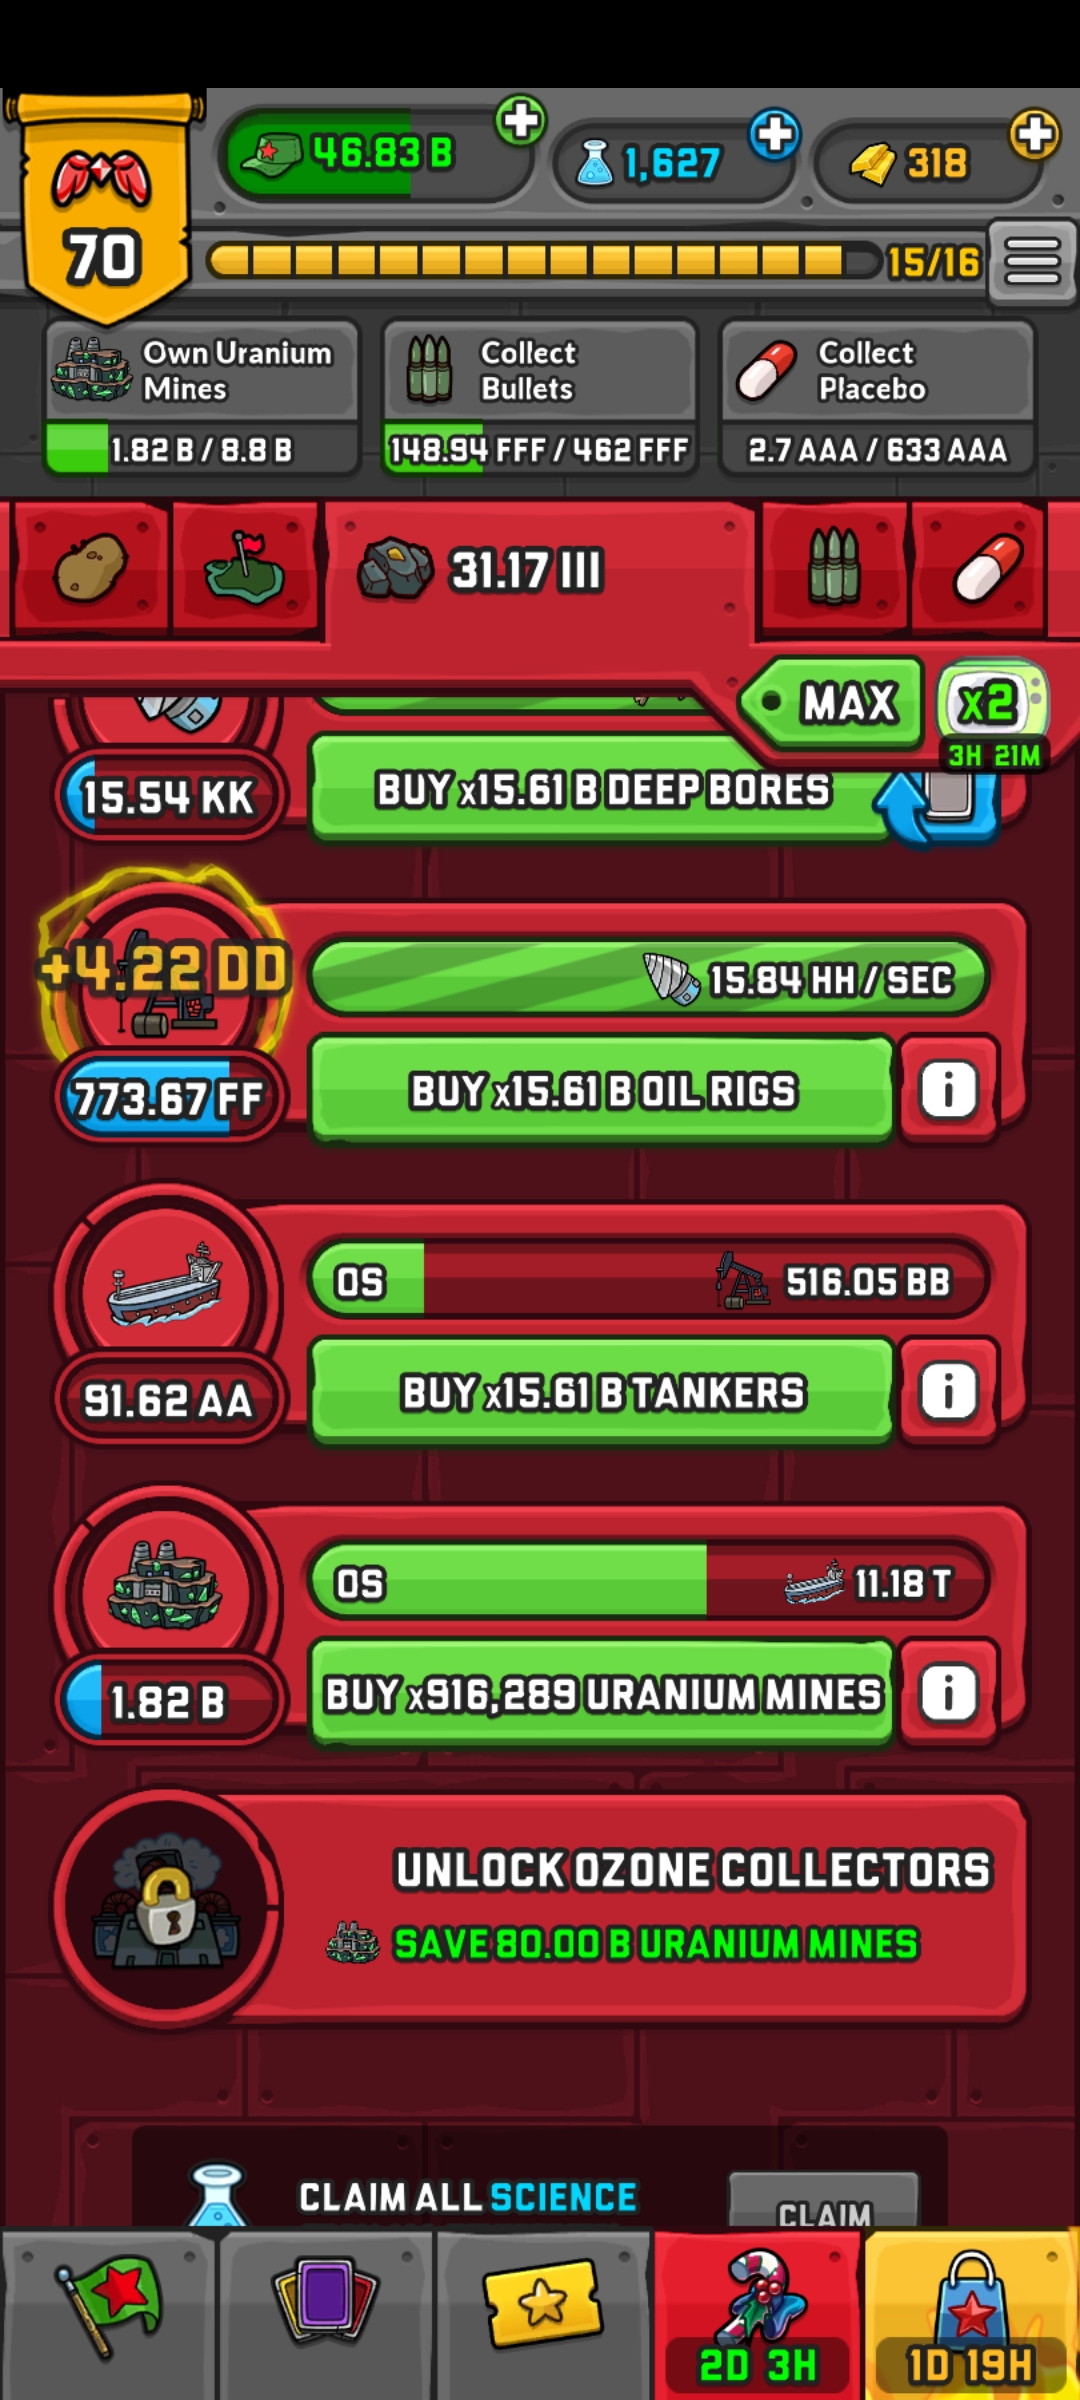 46.83 B
1,627
318
70
15/16
Own Uranium
Mines
1.82 B / 8.8 B
Collect
Bullets
148.94 FFF / 462 FFF
Collect
Placebo
2.7 AAA / 633 AAA
31.17 III
MAX
x2
3H 21M
15.54 KK
BUY x15.61 B DEEP BORES
+4.22 DD
15.84 HH / SEC
773.67 FF
BUY x15.61 B OIL RIGS
i
0S
516.05 BB
91.62 AA
BUY x15.61 B TANKERS
i
0S
11.18 T
1.82 B
BUY x916,289 URANIUM MINES
i
UNLOCK OZONE COLLECTORS
SAVE 80.00 B URANIUM MINES
CLAIM ALL SCIENCE
CLAIM
2D 3H
1D 19H